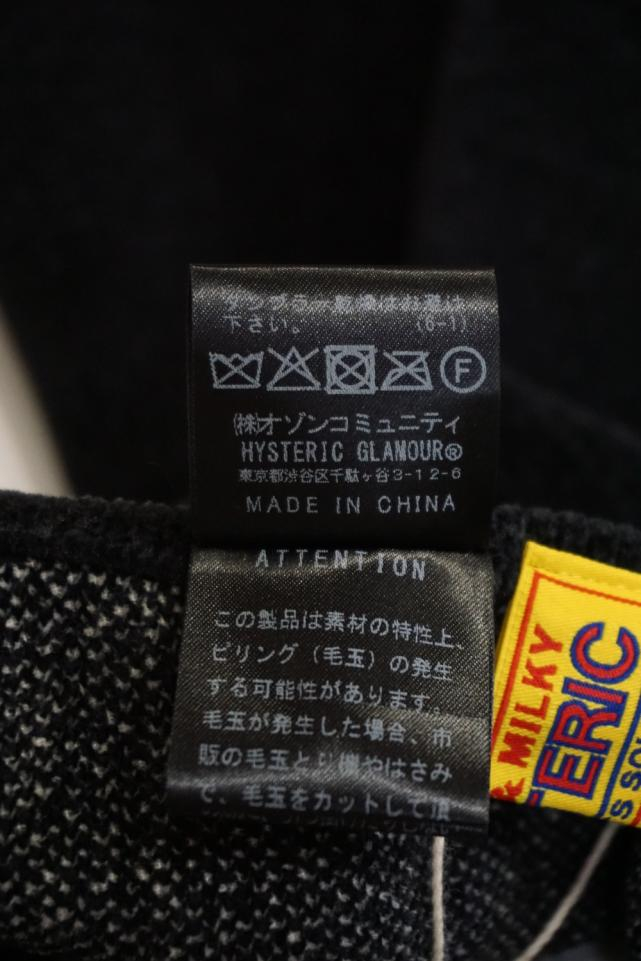 タンブラー乾燥はお避け
下さい。 (6-1)
F
(株)オゾンコミュニティ
HYSTERIC GLAMOUR®
東京都渋谷区千駄ヶ谷3-12-6
MADE IN CHINA
ATTENTION
この製品は素材の特性上、
ピリング（毛玉）の発生
する可能性があります。
毛玉が発生した場合、市
販の毛玉とり機やはさみ
で、毛玉をカットして頂
MILKY
ERIC